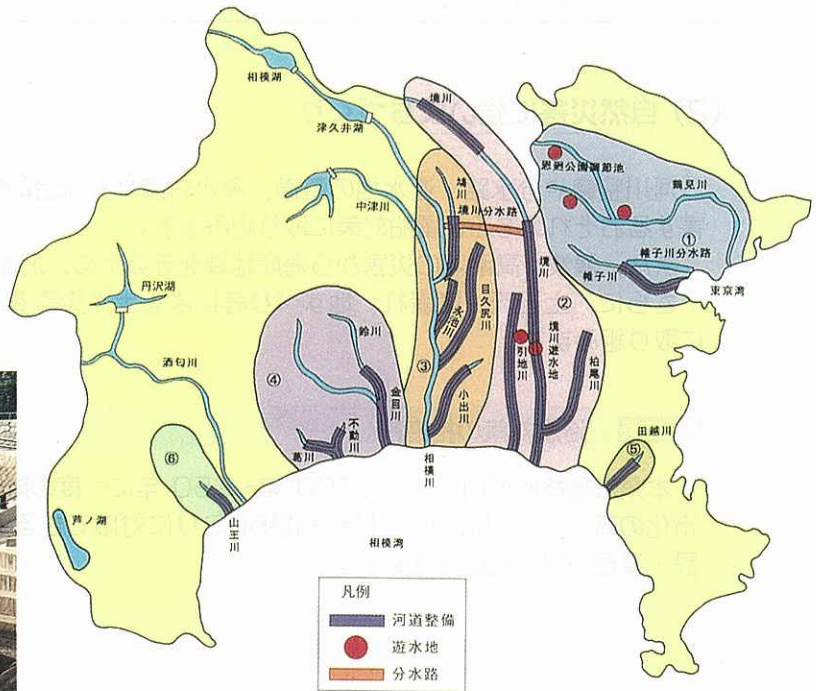 相模湖
津久井湖
境川
中津川
鳩川
境川分水路
恩廻公園調節池
鶴見川
①
帷子川分水路
帷子川
東京湾
丹沢湖
酒匂川
鈴川
④
金目川
不動川
葛川
③
永池川
目久尻川
小出川
境川
②
引地川
境川遊水地
柏尾川
田越川
⑤
⑥
山王川
芦ノ湖
相模川
相模湾
凡例
河道整備
遊水地
分水路